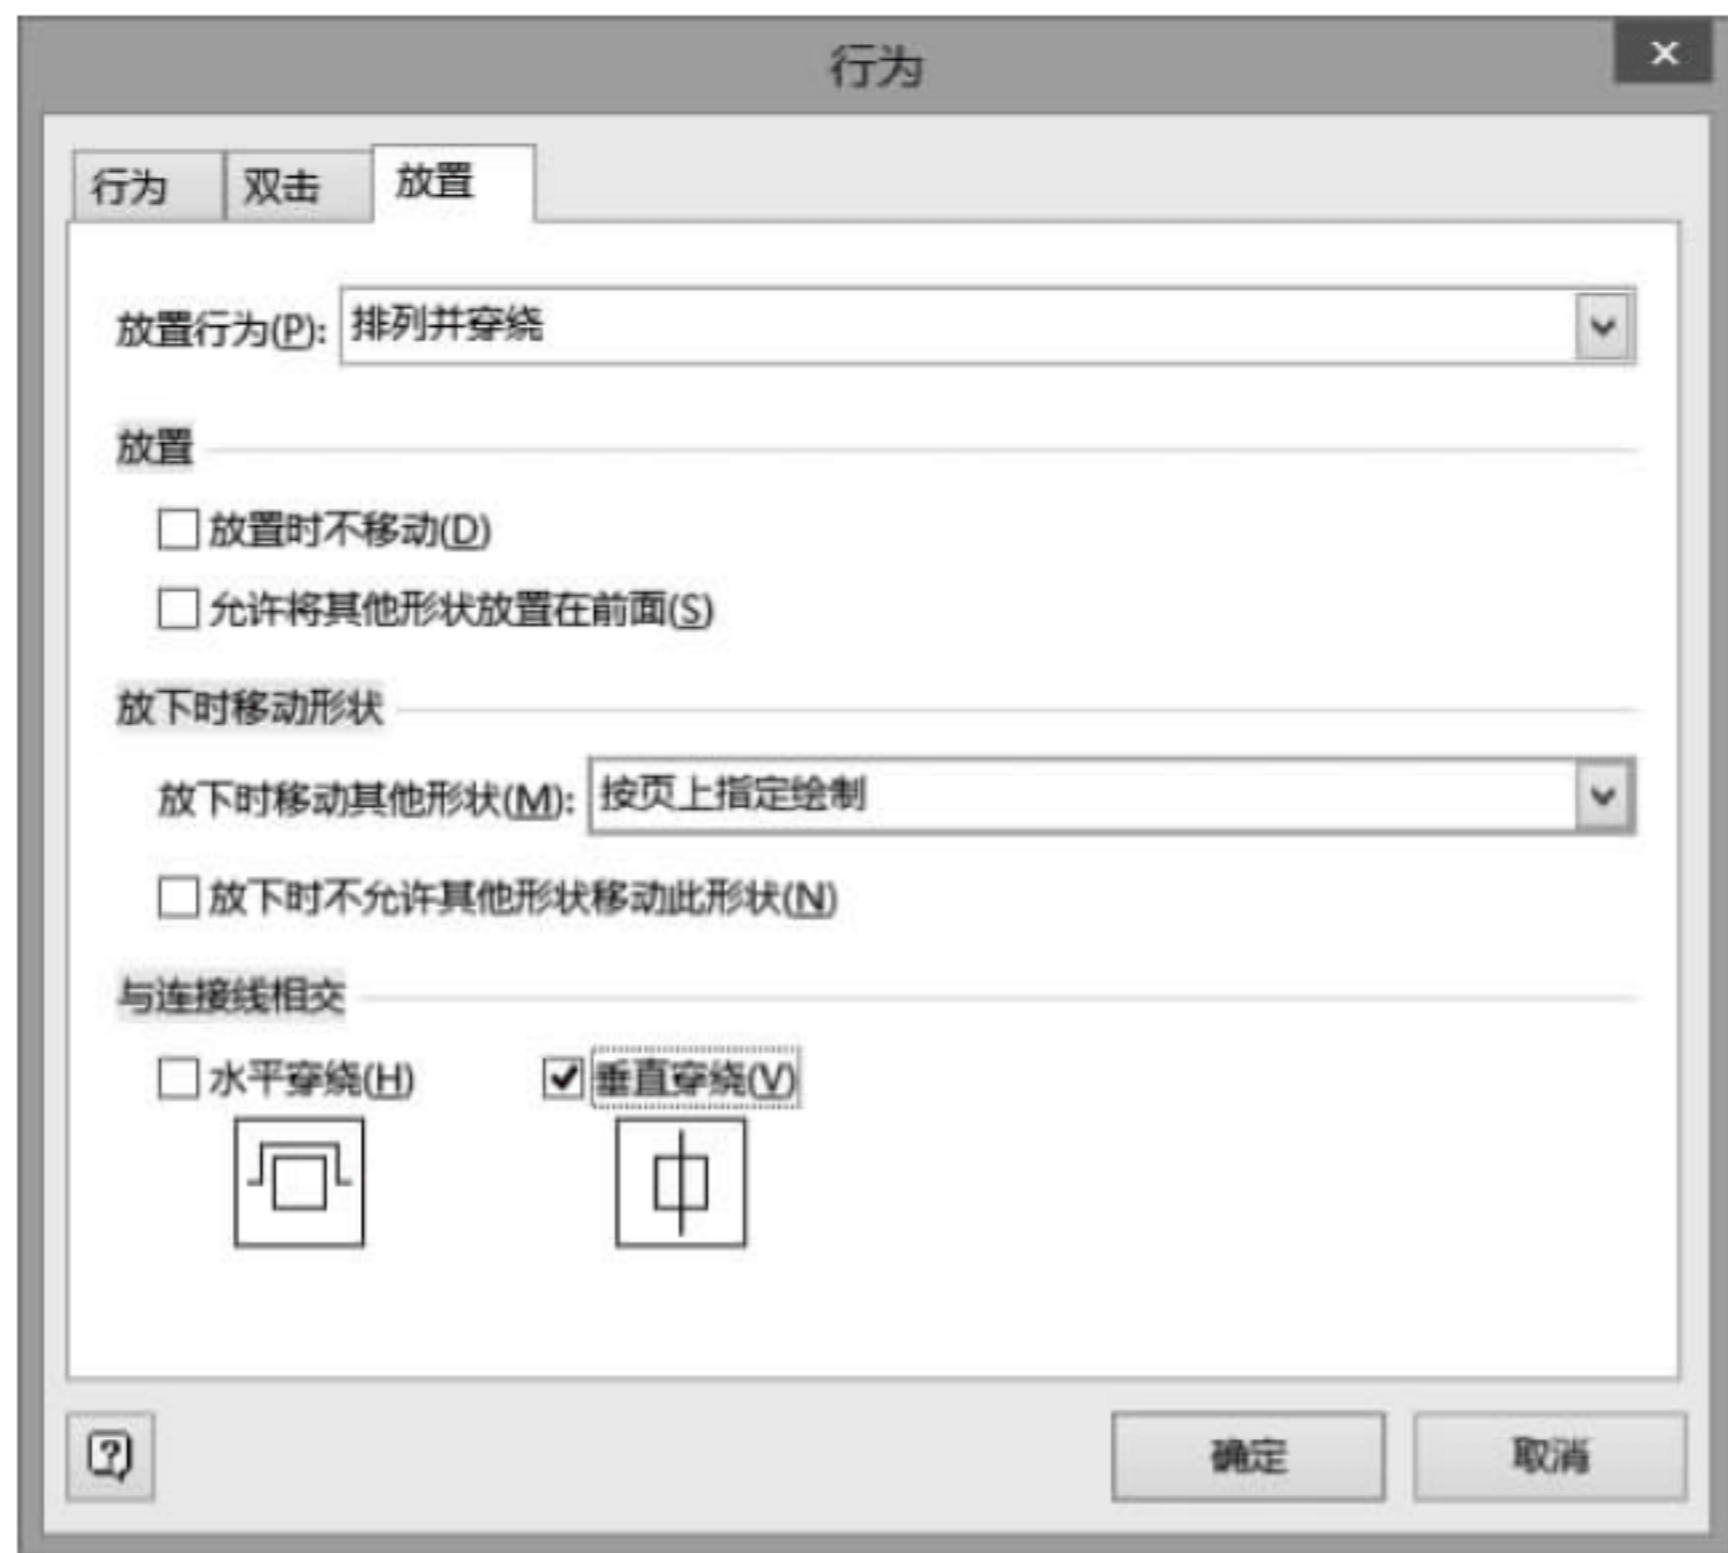 行为
x
行为 双击 放置
放置行为(P): 排列并穿绕
放置
放置时不移动(D)
允许将其他形状放置在前面(S)
放下时移动形状
放下时移动其他形状(M): 按页上指定绘制
放下时不允许其他形状移动此形状(N)
与连接线相交
水平穿绕(H) 垂直穿绕(V)
?
确定 取消